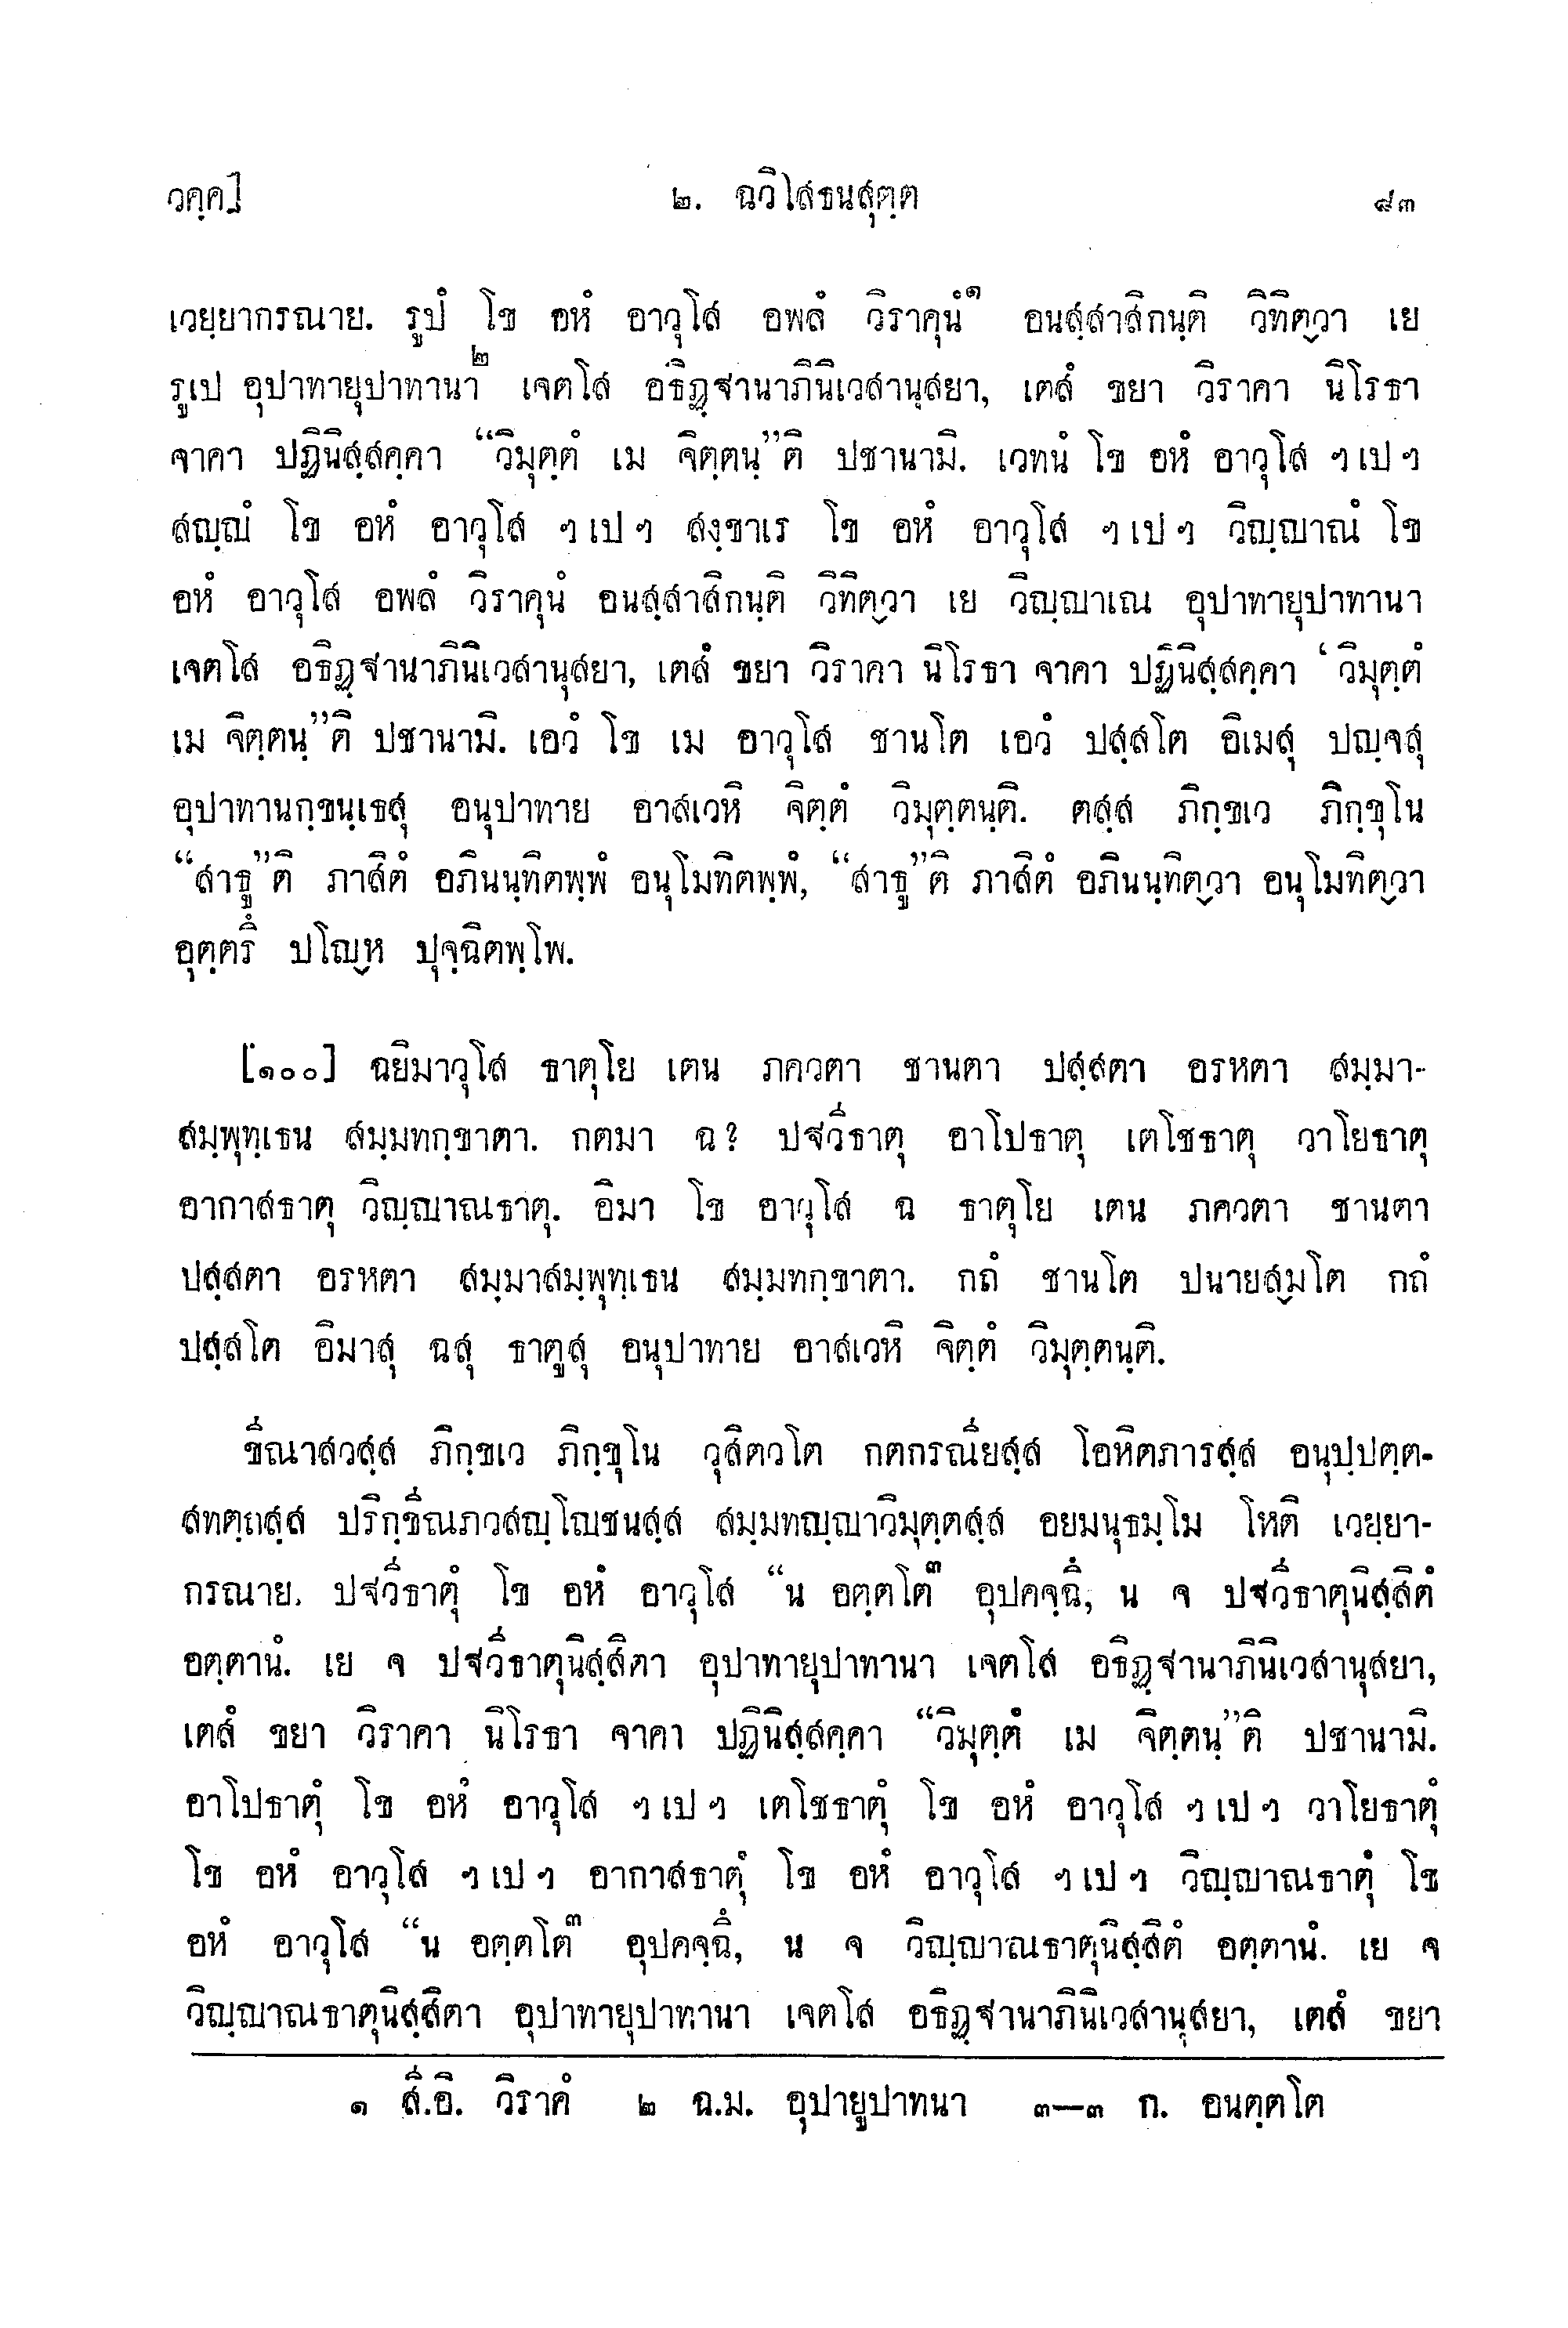 วคฺค]
๒. ฉวิโสธนสุตฺต
๘๓
เวยฺยากรณาย. รูปํ โข อหํ อาวุโส อพลํ วิราคุนํ๑ อนสฺสาสิกนฺติ วิทิตฺวา เย
รูเป อุปาทายุปาทานา๒ เจตโส อธิฏฺฐานาภินิเวสานุสยา, เตสํ ขยา วิราคา นิโรธา
จาคา ปฏินิสฺสคฺคา “วิมุตฺตํ เม จิตฺตนฺ”ติ ปชานามิ. เวทนํ โข อหํ อาวุโส ฯเปฯ
สญฺญํ โข อหํ อาวุโส ฯเปฯ สงฺขาเร โข อหํ อาวุโส ฯเปฯ วิญฺญาณํ โข
อหํ อาวุโส อพลํ วิราคุนํ อนสฺสาสิกนฺติ วิทิตฺวา เย วิญฺญาเณ อุปาทายุปาทานา
เจตโส อธิฏฺฐานาภินิเวสานุสยา, เตสํ ขยา วิราคา นิโรธา จาคา ปฏินิสฺสคฺคา ‘วิมุตฺตํ
เม จิตฺตนฺ”ติ ปชานามิ. เอวํ โข เม อาวุโส ชานโต เอวํ ปสฺสโต อิเมสุ ปญฺจสุ
อุปาทานกฺขนฺเธสุ อนุปาทาย อาสเวหิ จิตฺตํ วิมุตฺตนฺติ. ตสฺส ภิกฺขเว ภิกฺขุโน
“สาธู”ติ ภาสิตํ อภินนฺทิตพฺพํ อนุโมทิตพฺพํ, “สาธู”ติ ภาสิตํ อภินนฺทิตฺวา อนุโมทิตฺวา
อุตฺตรึ ปโญฺห ปุจฺฉิตพฺโพ.
[๑๐๐] ฉยิมาวุโส ธาตุโย เตน ภควตา ชานตา ปสฺสตา อรหตา สมฺมา-
สมฺพุทฺเธน สมฺมทกฺขาตา. กตมา ฉ? ปฐวีธาตุ อาโปธาตุ เตโชธาตุ วาโยธาตุ
อากาสธาตุ วิญฺญาณธาตุ. อิมา โข อาวุโส ฉ ธาตุโย เตน ภควตา ชานตา
ปสฺสตา อรหตา สมฺมาสมฺพุทฺเธน สมฺมทกฺขาตา. กถํ ชานโต ปนายสฺมโต กถํ
ปสฺสโต อิมาสุ ฉสุ ธาตูสุ อนุปาทาย อาสเวหิ จิตฺตํ วิมุตฺตนฺติ.
ขีณาสวสฺส ภิกฺขเว ภิกฺขุโน วุสิตวโต กตกรณียสฺส โอหิตภารสฺส อนุปฺปตฺต-
สทตฺถสฺส ปริกฺขีณภวสญฺโญชนสฺส สมฺมทญฺญาวิมุตฺตสฺส อยมนุธมฺโม โหติ เวยฺยา-
กรณาย. ปฐวีธาตุํ โข อหํ อาวุโส “น อตฺตโต๓ อุปคจฺฉึ, น จ ปฐวีธาตุนิสฺสิตํ
อตฺตานํ. เย จ ปฐวีธาตุนิสฺสิตา อุปาทายุปาทานา เจตโส อธิฏฺฐานาภินิเวสานุสยา,
เตสํ ขยา วิราคา นิโรธา จาคา ปฏินิสฺสคฺคา “วิมุตฺตํ เม จิตฺตนฺ”ติ ปชานามิ.
อาโปธาตุํ โข อหํ อาวุโส ฯเปฯ เตโชธาตุํ โข อหํ อาวุโส ฯเปฯ วาโยธาตุํ
โข อหํ อาวุโส ฯเปฯ อากาสธาตุํ โข อหํ อาวุโส ฯเปฯ วิญฺญาณธาตุํ โข
อหํ อาวุโส “น อตฺตโต๓ อุปคจฺฉึ, น จ วิญฺญาณธาตุนิสฺสิตํ อตฺตานํ. เย จ
วิญฺญาณธาตุนิสฺสิตา อุปาทายุปาทานา เจตโส อธิฏฺฐานาภินิเวสานุสยา, เตสํ ขยา
๑ สี.อิ. วิราคํ ๒ ฉ.ม. อุปายูปาทนา ๓—๓ ก. อนตฺตโต